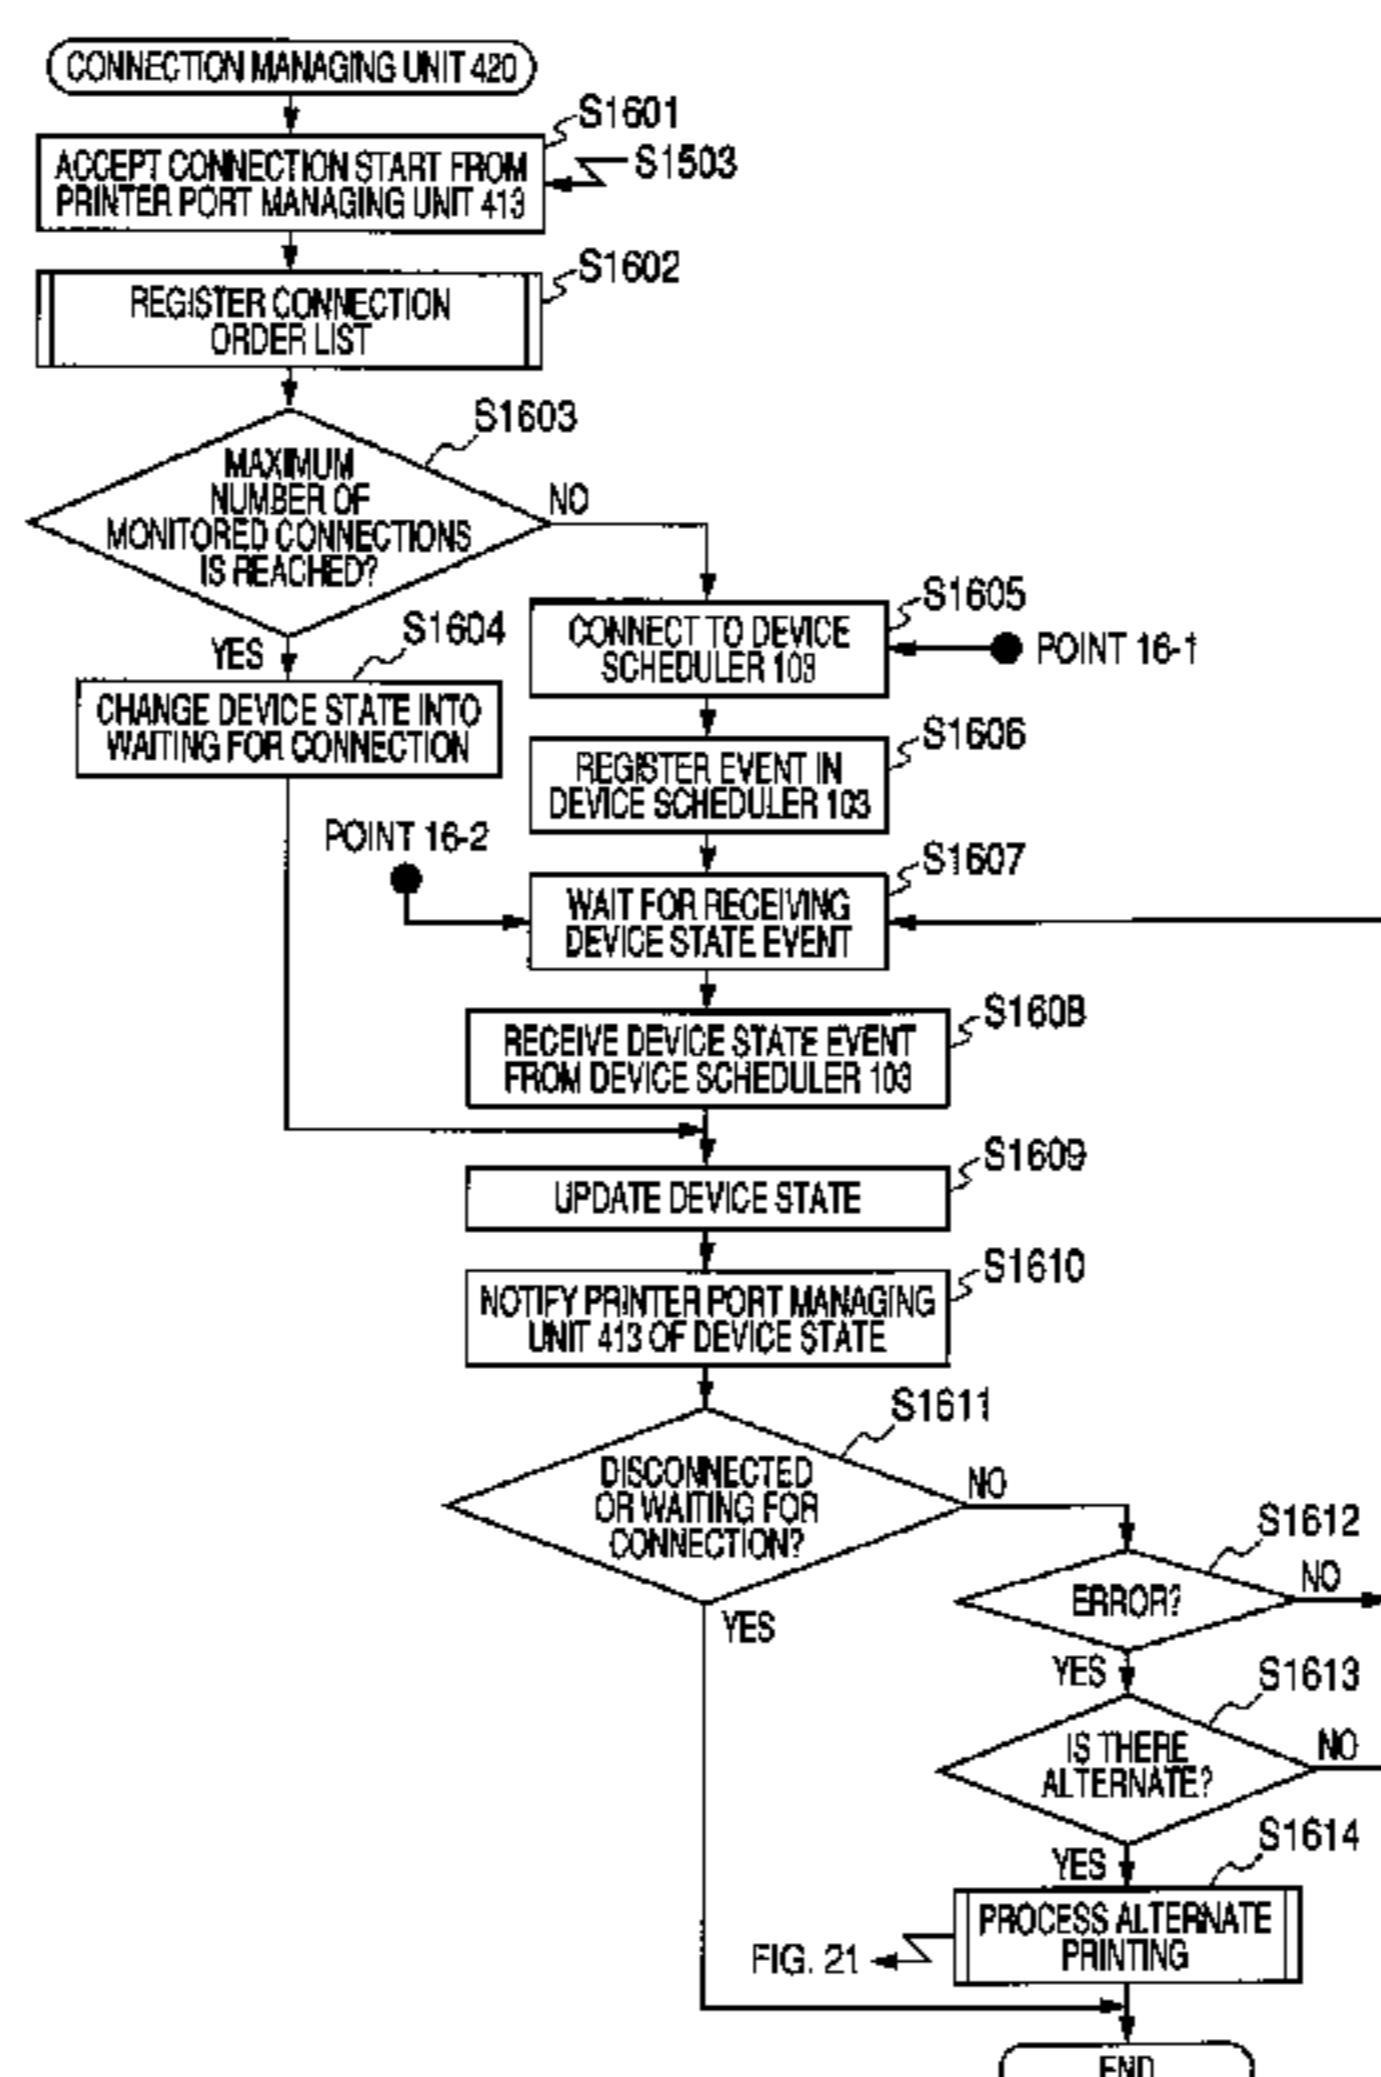 CONNECTION MANAGING UNIT 420
S1601
ACCEPT CONNECTION START FROM
PRINTER PORT MANAGING UNIT 413
S1503
S1602
REGISTER CONNECTION
ORDER LIST
S1603
MAXIMUM
NUMBER OF
MONITORED CONNECTIONS
IS REACHED?
NO
YES
S1604
CHANGE DEVICE STATE INTO
WAITING FOR CONNECTION
S1605
CONNECT TO DEVICE
SCHEDULER 103
POINT 16-1
S1606
REGISTER EVENT IN
DEVICE SCHEDULER 103
POINT 16-2
S1607
WAIT FOR RECEIVING
DEVICE STATE EVENT
S1608
RECEIVE DEVICE STATE EVENT
FROM DEVICE SCHEDULER 103
S1609
UPDATE DEVICE STATE
S1610
NOTIFY PRINTER PORT MANAGING
UNIT 413 OF DEVICE STATE
S1611
DISCONNECTED
OR WAITING FOR
CONNECTION?
NO
YES
S1612
ERROR?
NO
YES
S1613
IS THERE
ALTERNATE?
NO
YES
S1614
PROCESS ALTERNATE
PRINTING
FIG. 21
END